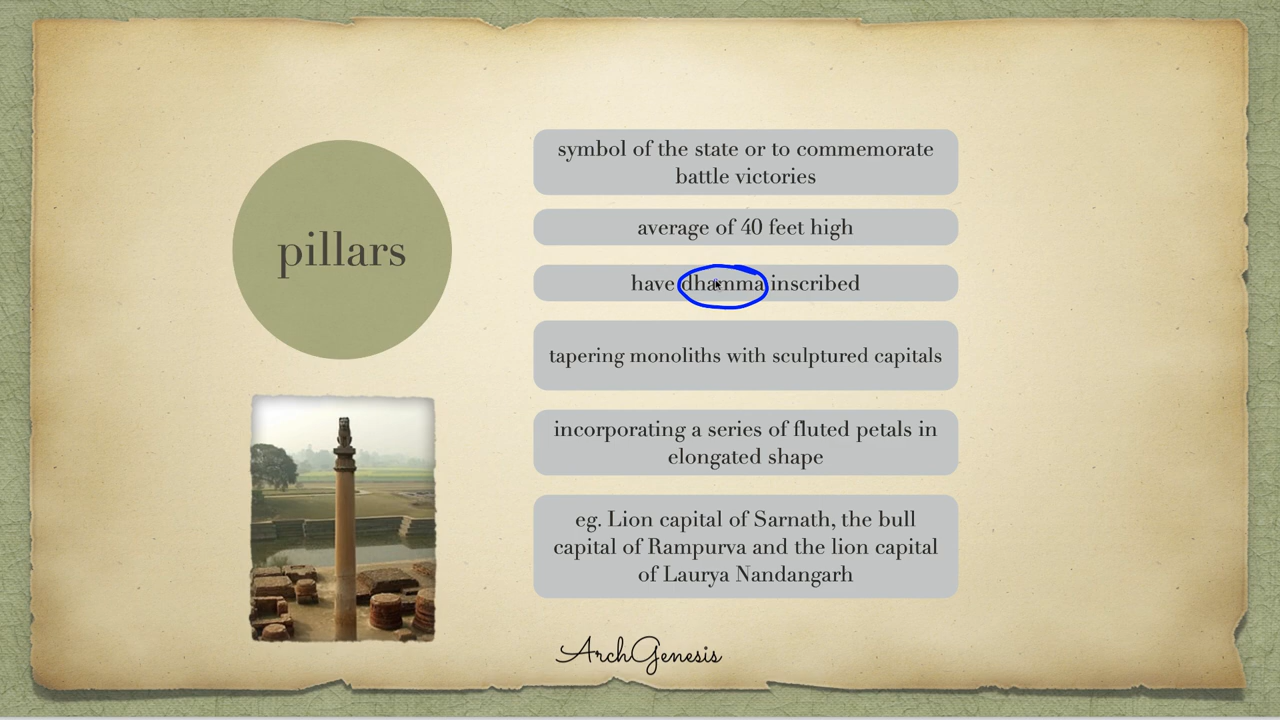 pillars
symbol of the state or to commemorate
battle victories
average of 40 feet high
have dhamma inscribed
tapering monoliths with sculptured capitals
incorporating a series of fluted petals in
elongated shape
eg. Lion capital of Sarnath, the bull
capital of Rampurva and the lion capital
of Laurya Nandangarh
ArchGenesis